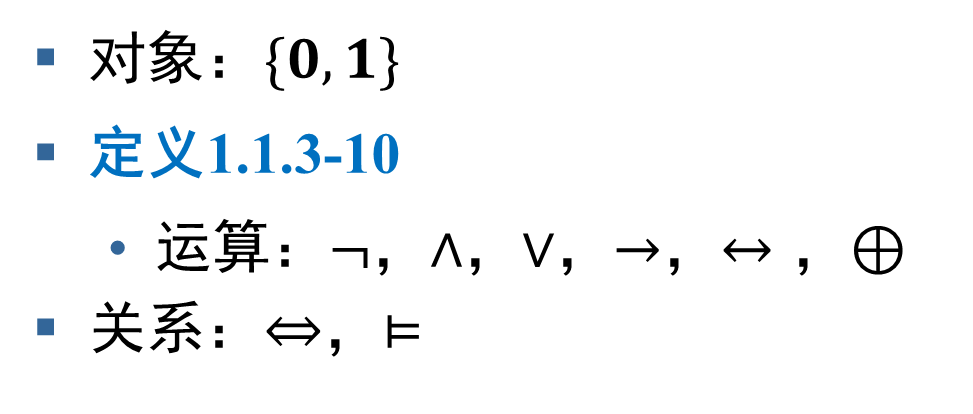 ▪ 对象：{0, 1}
▪ 定义1.1.3-10
• 运算：¬，∧，∨，→，↔，⊕
▪ 关系：⇔，⊨